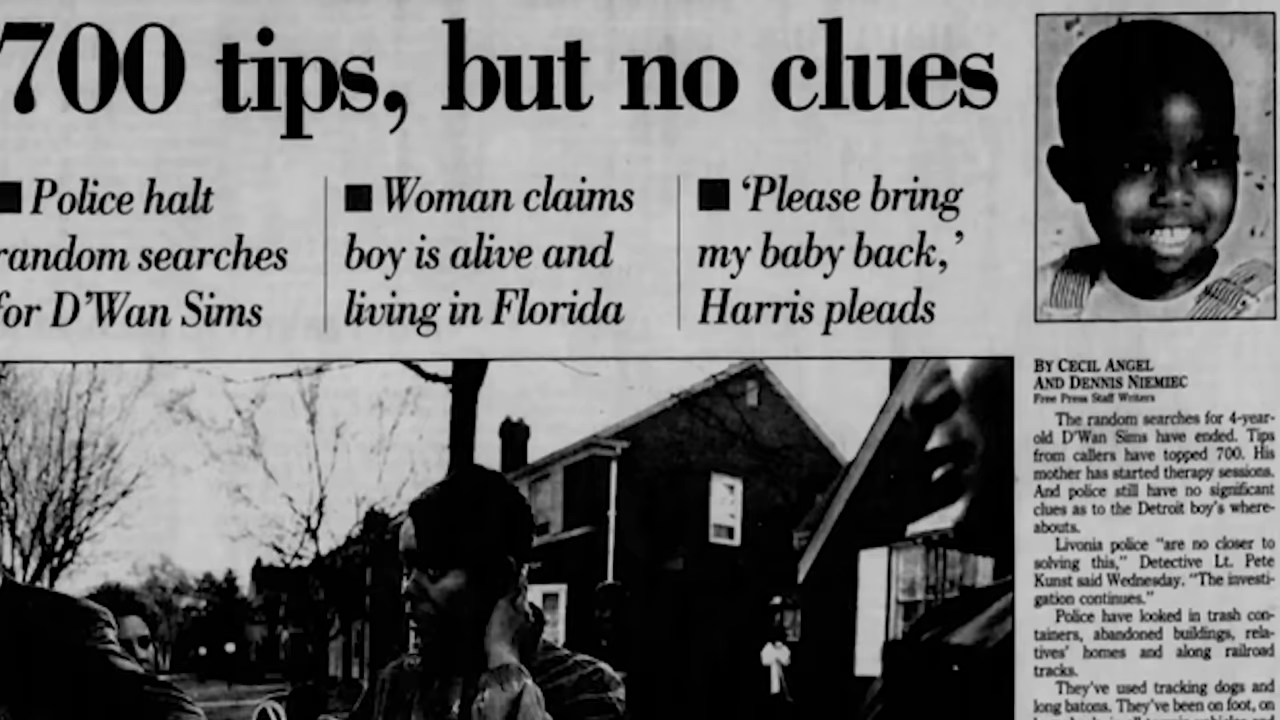 700 tips, but no clues
■ Police halt
random searches
for D'Wan Sims
■ Woman claims
boy is alive and
living in Florida
■ 'Please bring
my baby back,'
Harris pleads
BY CECIL ANGEL
AND DENNIS NIEMIEC
Free Press Staff Writers
The random searches for 4-year-
old D'Wan Sims have ended. Tips
from callers have topped 700. His
mother has started therapy sessions.
And police still have no significant
clues as to the Detroit boy's where-
abouts.
Livonia police "are no closer to
solving this," Detective Lt. Pete
Kunst said Wednesday. "The investi-
gation continues."
Police have looked in trash con-
tainers, abandoned buildings, rela-
tives' homes and along railroad
tracks.
They've used tracking dogs and
long batons. They've been on foot, on